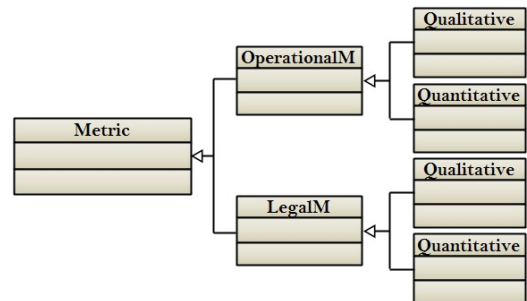 Qualitative
OperationalM
Quantitative
Metric
Qualitative
LegalM
Quantitative